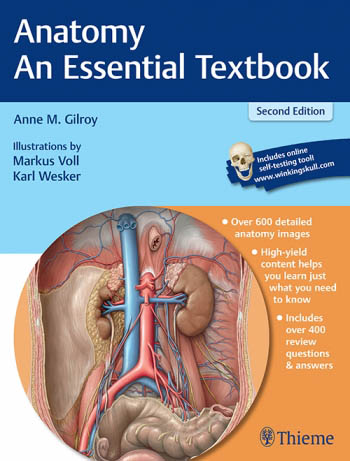 Anatomy
An Essential Textbook
Second Edition
Anne M. Gilroy
Illustrations by
Markus Voll
Karl Wesker
Includes online
self-testing tool!
www.winkingskull.com
• Over 600 detailed
anatomy images
• High-yield
content helps
you learn just
what you need
to know
• Includes
over 400
review
questions
& answers
Thieme